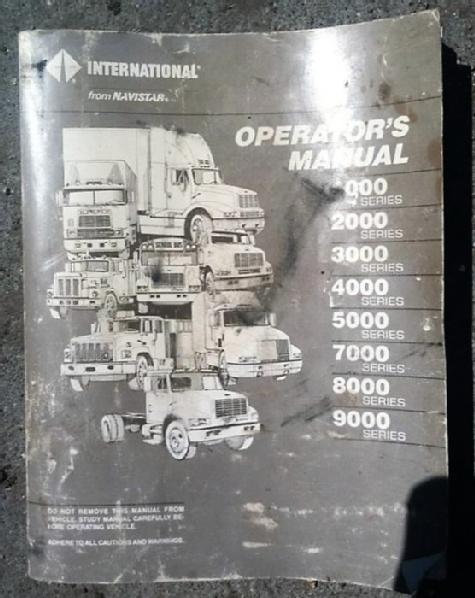 INTERNATIONAL®
from NAVISTAR®
OPERATOR'S
MANUAL
000
SERIES
2000
SERIES
3000
SERIES
4000
SERIES
5000
SERIES
7000
SERIES
8000
SERIES
9000
SERIES
DO NOT REMOVE THIS MANUAL FROM
VEHICLE. STUDY MANUAL CAREFULLY BE-
FORE OPERATING VEHICLE.
ADHERE TO ALL CAUTIONS AND WARNINGS.